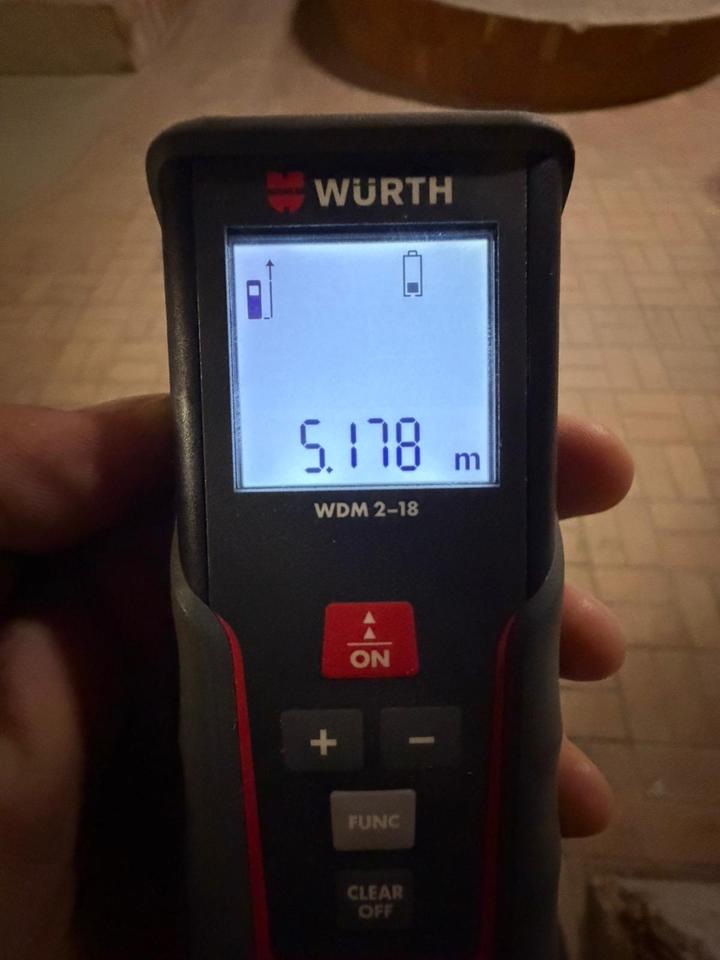 WÜRTH
5.178 m
WDM 2-18
ON
+ -
FUNC
CLEAR
OFF